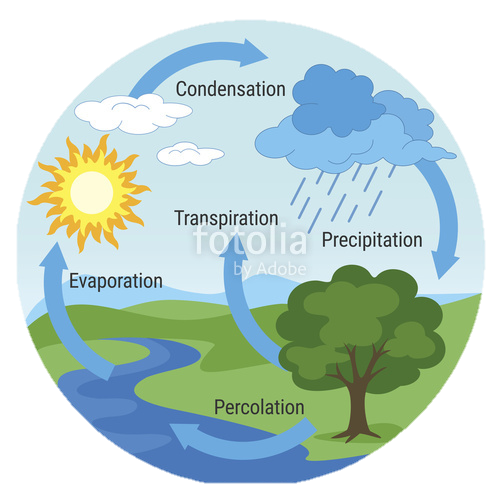 Condensation
Transpiration
fotolia
by Adobe
Precipitation
Evaporation
Percolation